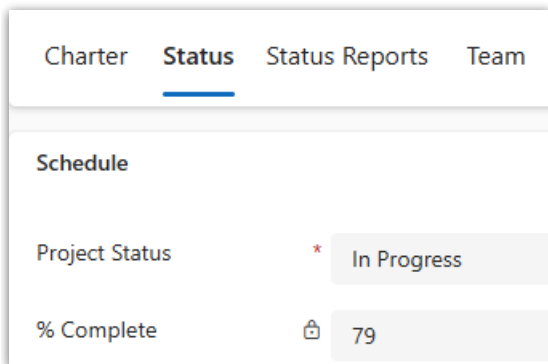 Charter Status Status Reports Team
Schedule
Project Status * In Progress
% Complete 79